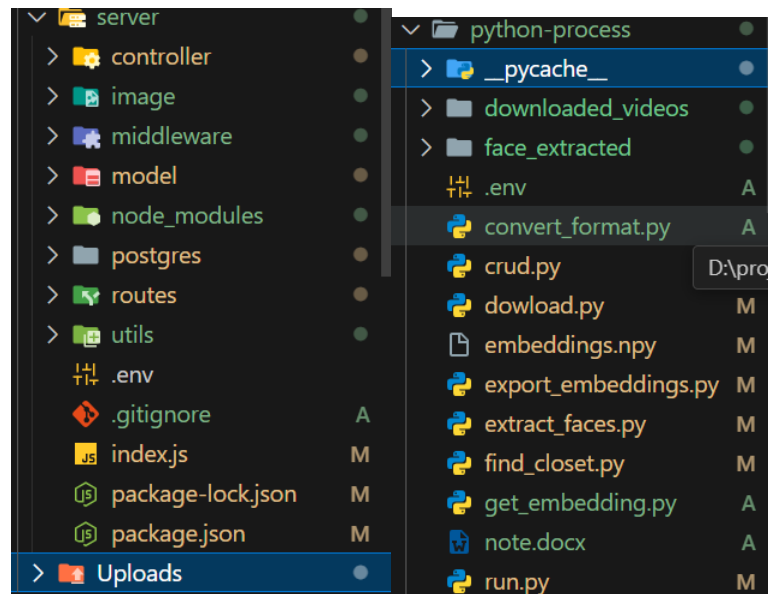 server
controller
image
middleware
model
node_modules
postgres
routes
utils
.env
.gitignore A
JS index.js M
package-lock.json M
package.json M
Uploads
python-process
__pycache__
downloaded_videos
face_extracted
.env A
convert_format.py A
crud.py
D:\proj
dowload.py M
embeddings.npy M
export_embeddings.py M
extract_faces.py M
find_closet.py M
get_embedding.py A
note.docx A
run.py M